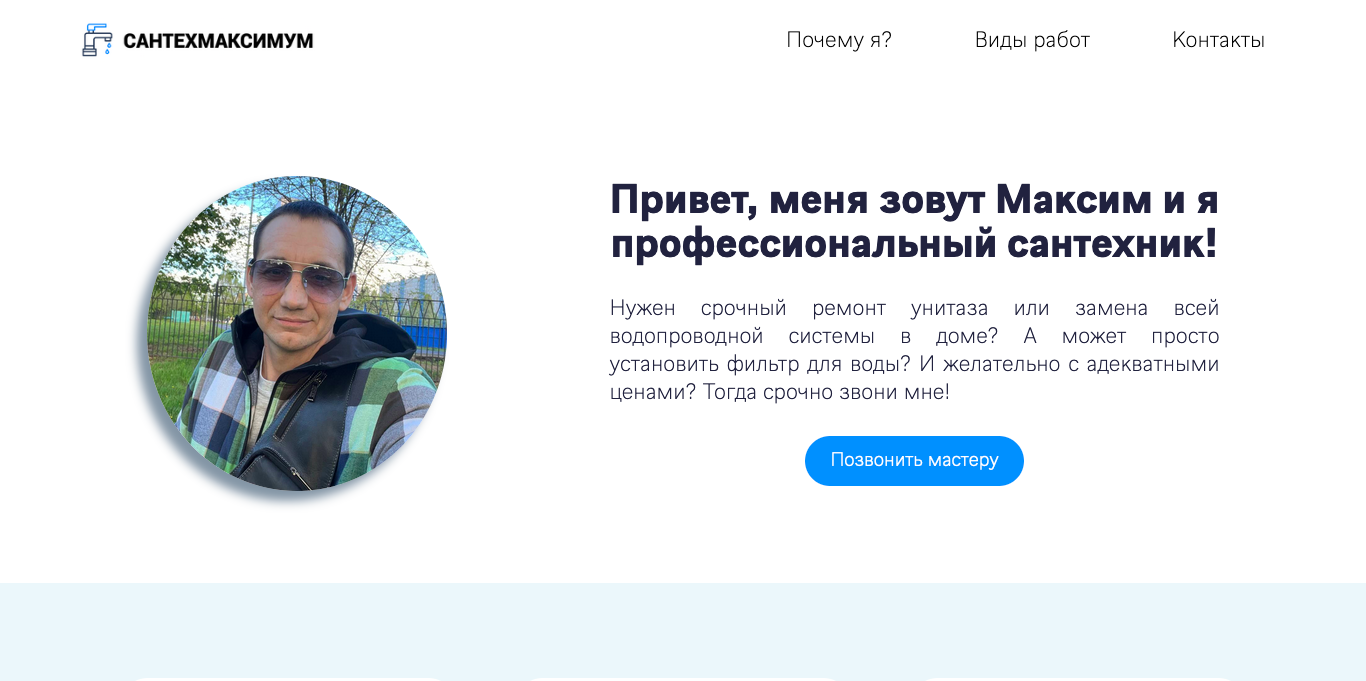 САНТЕХМАКСИМУМ
Почему я?
Виды работ
Контакты
Привет, меня зовут Максим и я
профессиональный сантехник!
Нужен срочный ремонт унитаза или замена всей
водопроводной системы в доме? А может просто
установить фильтр для воды? И желательно с адекватными
ценами? Тогда срочно звони мне!
Позвонить мастеру